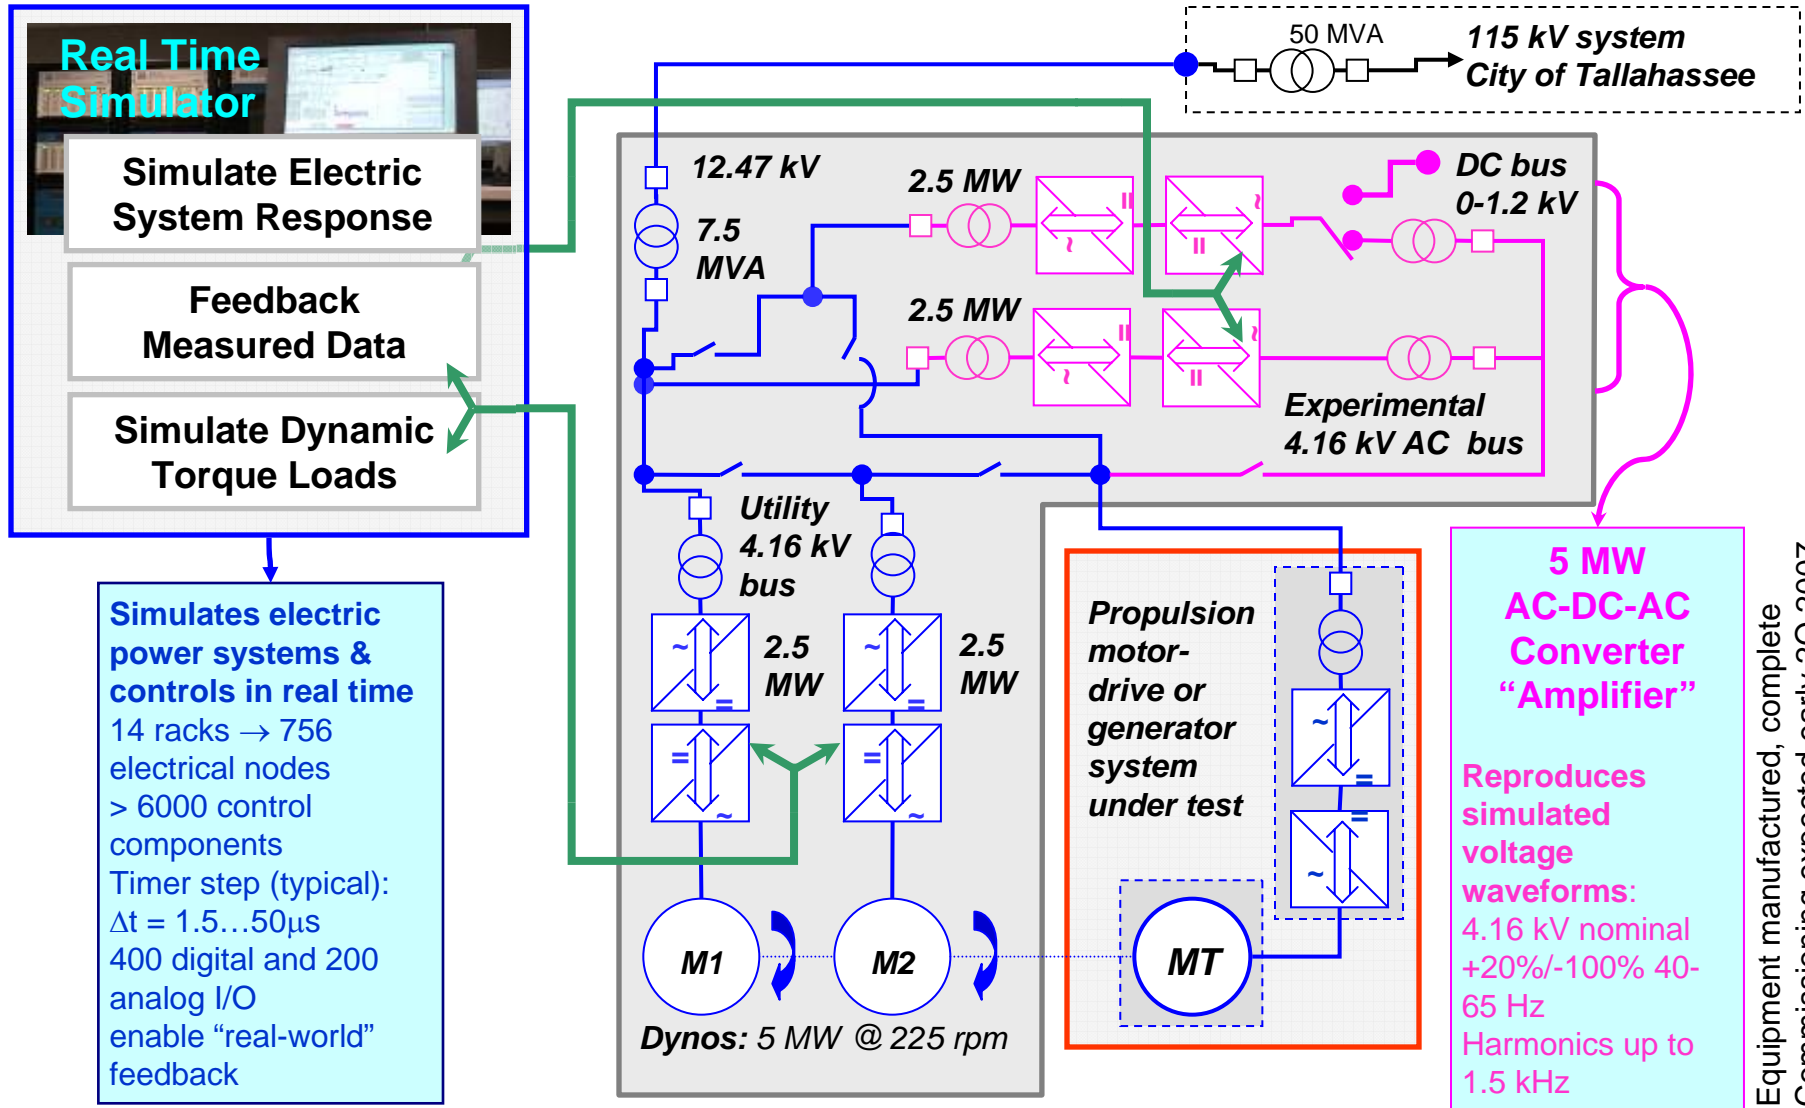 Real Time
Simulator
Simulate Electric
System Response
Feedback
Measured Data
Simulate Dynamic
Torque Loads
Simulates electric
power systems &
controls in real time
14 racks → 756
electrical nodes
> 6000 control
components
Timer step (typical):
Δt = 1.5…50μs
400 digital and 200
analog I/O
enable “real-world”
feedback
50 MVA
115 kV system
City of Tallahassee
12.47 kV
7.5
MVA
2.5 MW
2.5 MW
DC bus
0-1.2 kV
Experimental
4.16 kV AC bus
Utility
4.16 kV
bus
2.5
MW
2.5
MW
M1
M2
Dynos: 5 MW @ 225 rpm
Propulsion
motor-
drive or
generator
system
under test
MT
5 MW
AC-DC-AC
Converter
“Amplifier”
Reproduces
simulated
voltage
waveforms:
4.16 kV nominal
+20%/-100% 40-
65 Hz
Harmonics up to
1.5 kHz
Equipment manufactured, complete
Commissioning expected early 3Q 2007